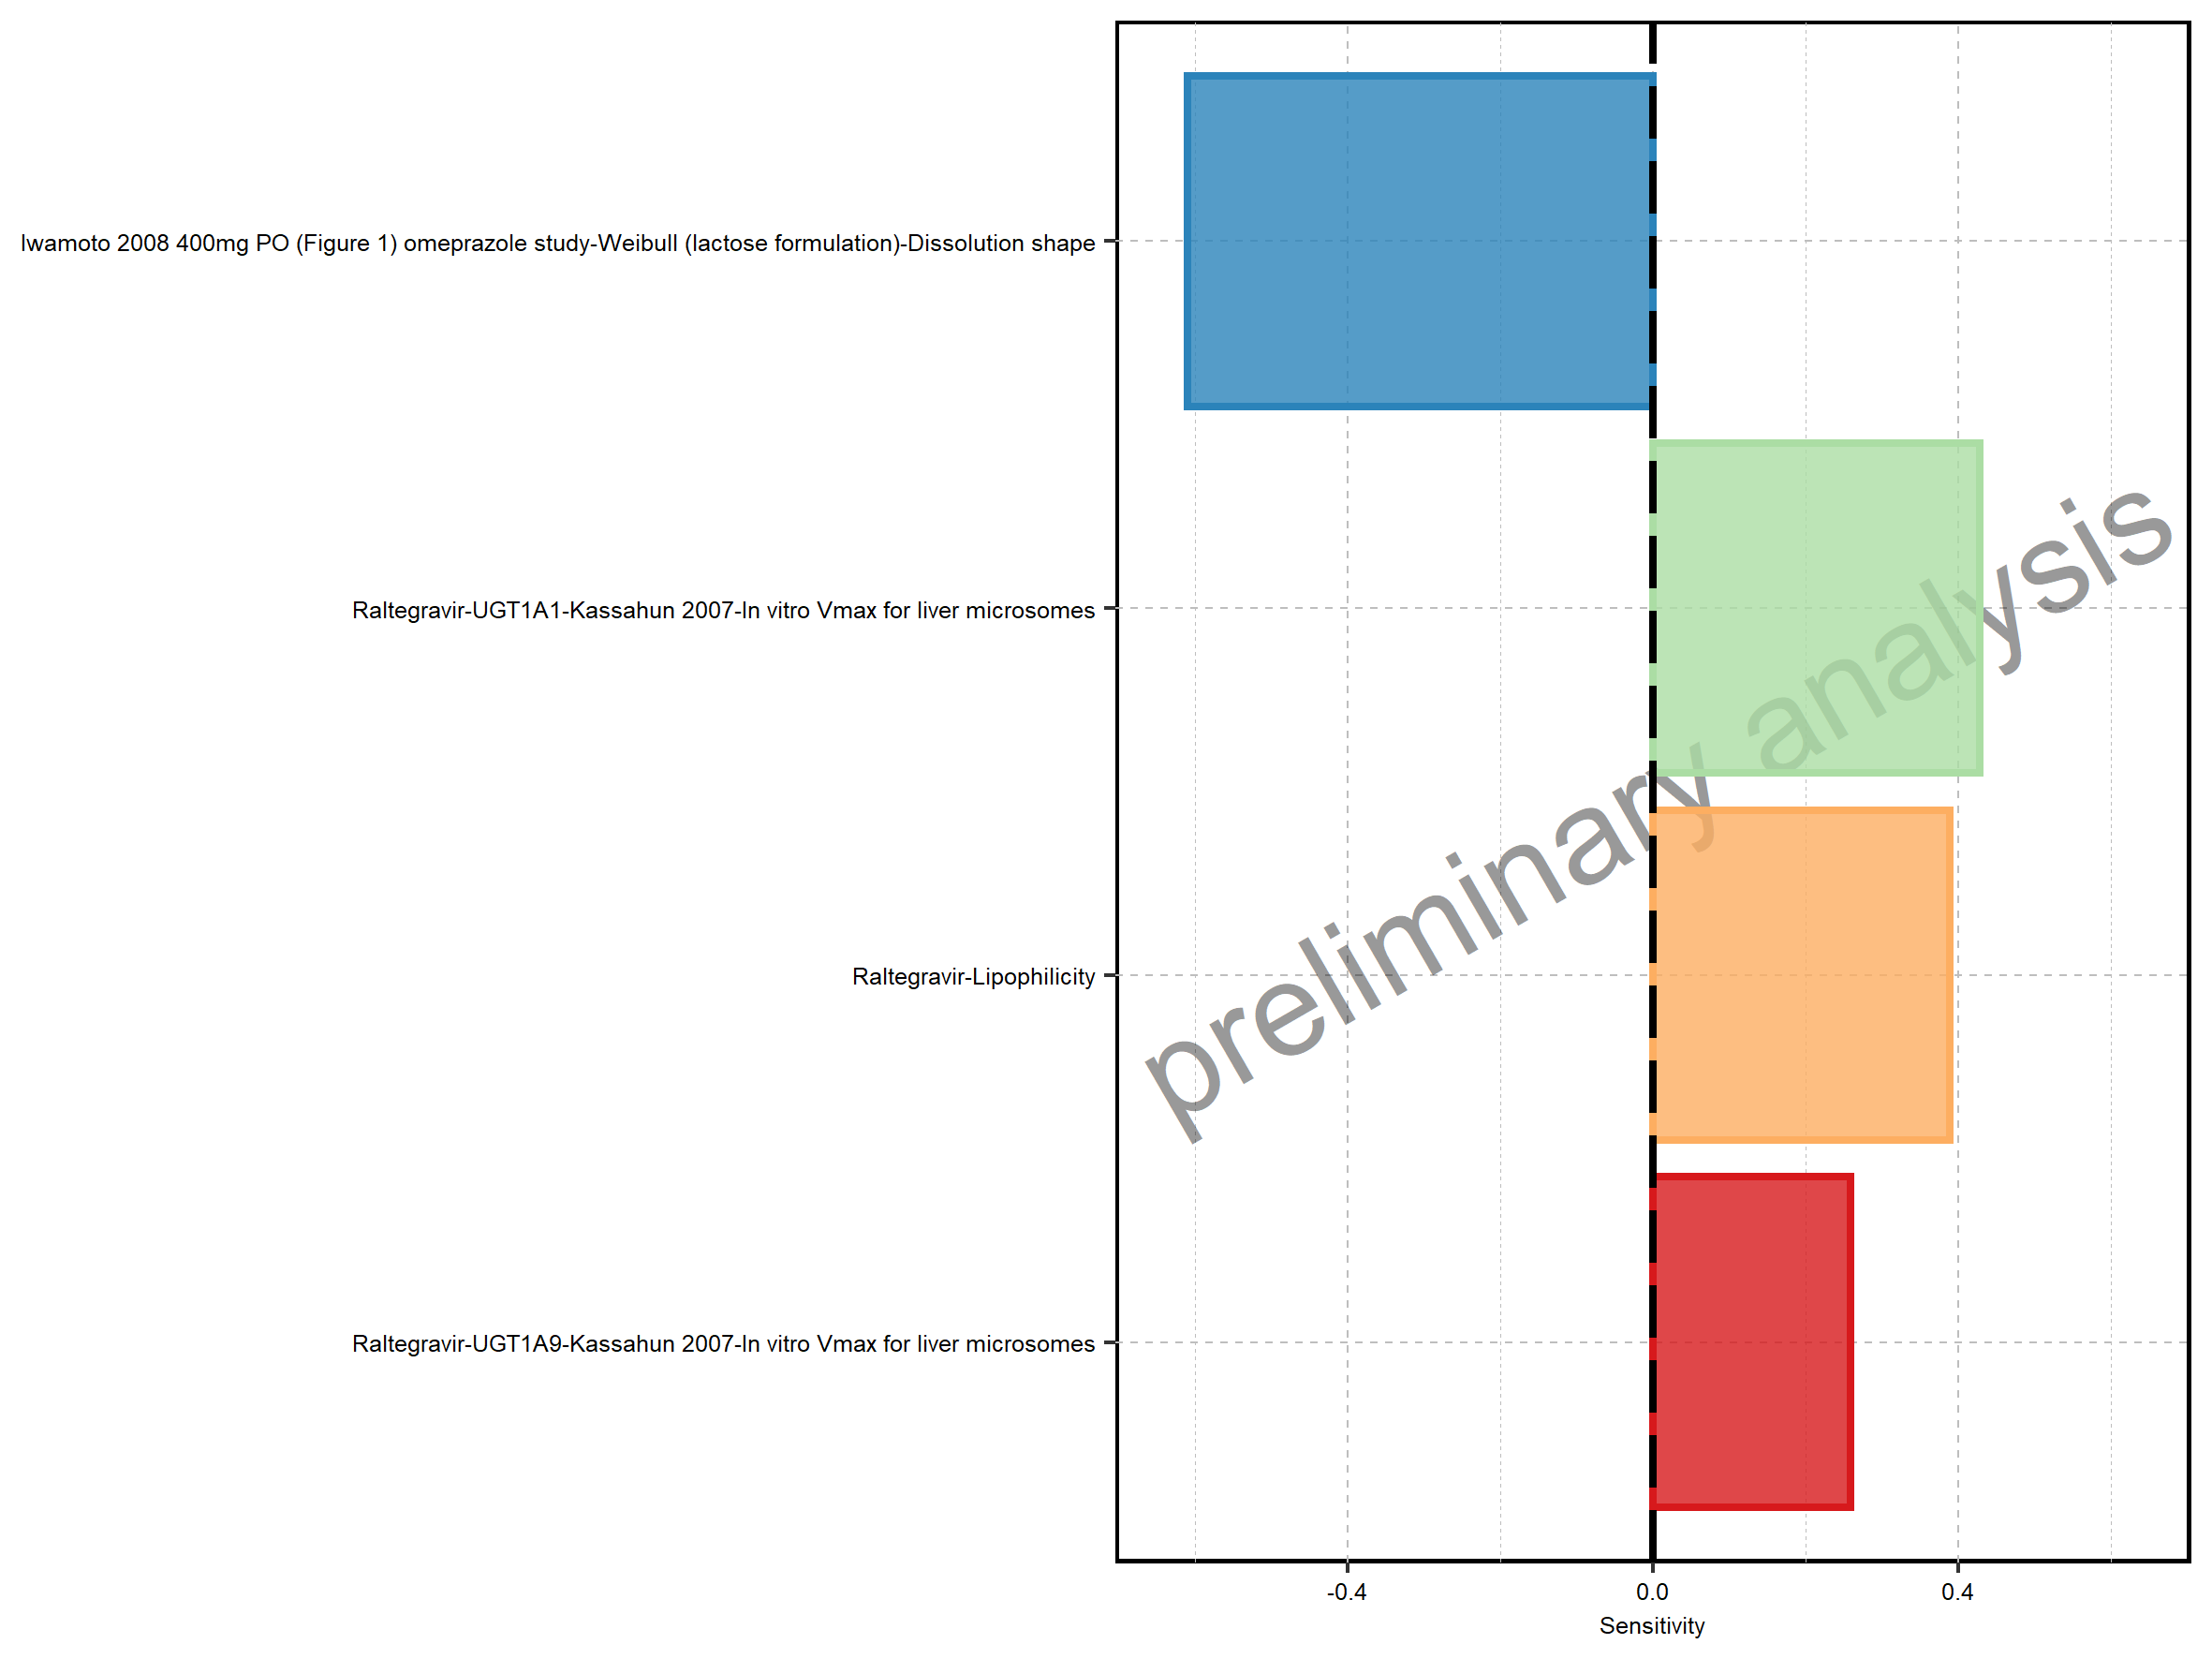 Iwamoto 2008 400mg PO (Figure 1) omeprazole study-Weibull (lactose formulation)-Dissolution shape
Raltegravir-UGT1A1-Kassahun 2007-In vitro Vmax for liver microsomes
Raltegravir-Lipophilicity
Raltegravir-UGT1A9-Kassahun 2007-In vitro Vmax for liver microsomes
preliminary analysis
-0.4 0.0 0.4
Sensitivity